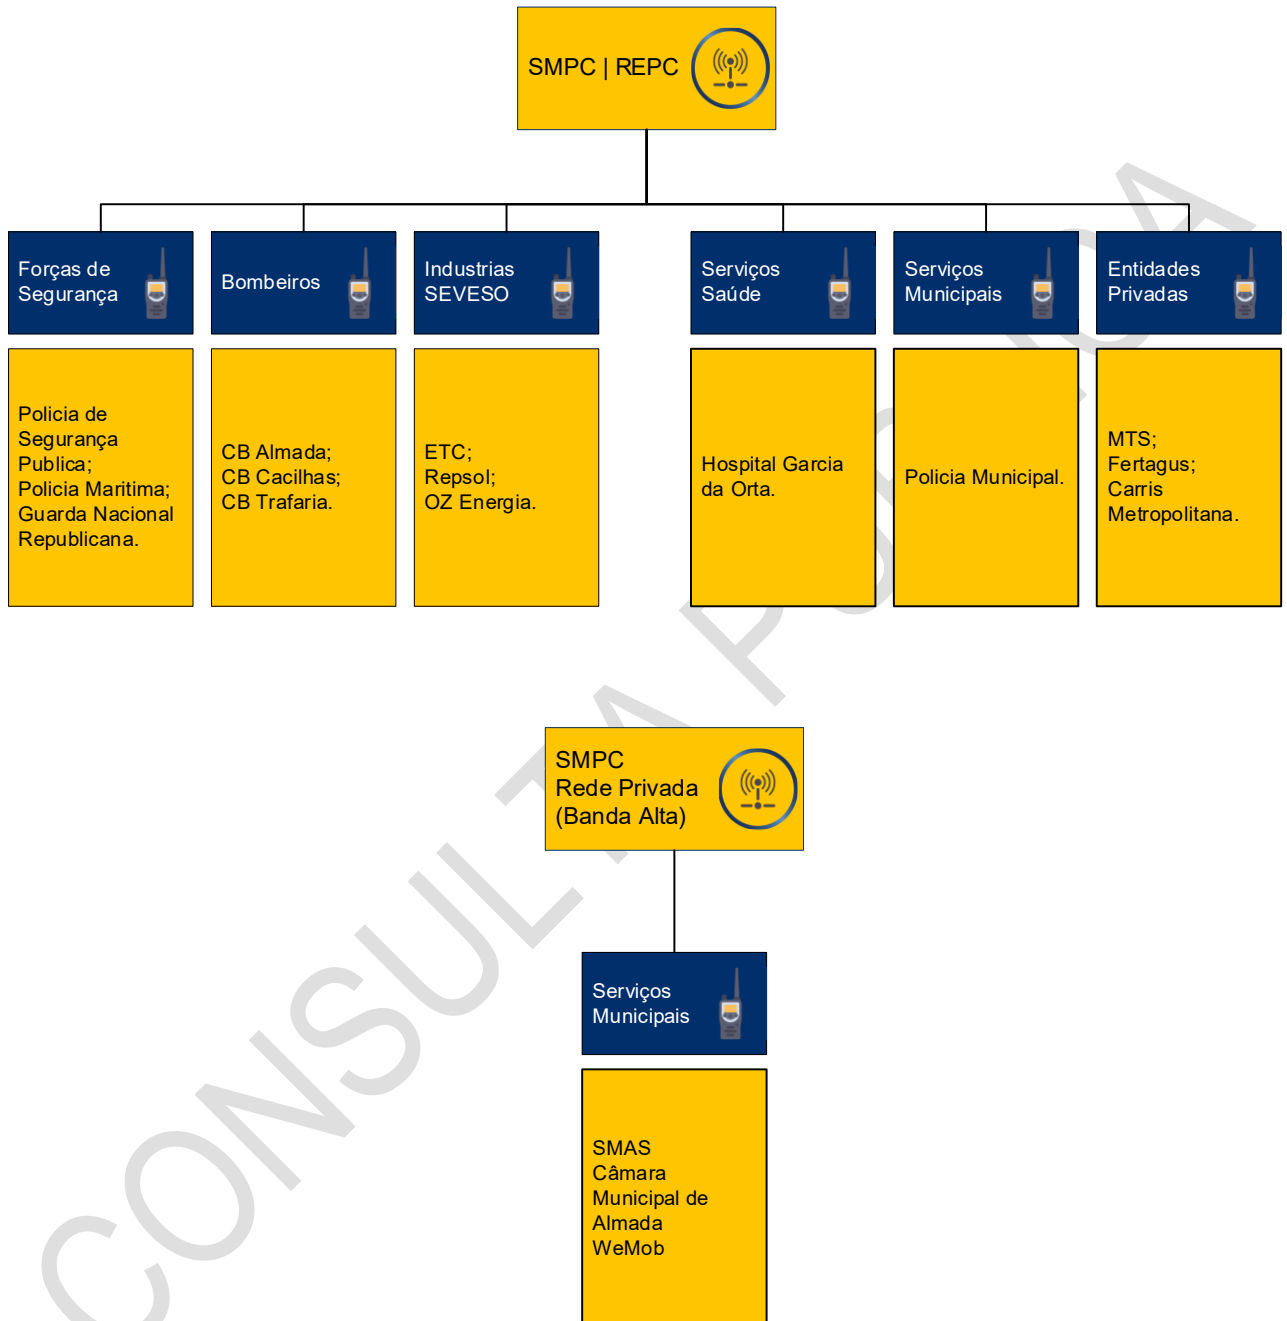 SMPC | REPC
Forças de
Segurança
Bombeiros
Industrias
SEVESO
Serviços
Saúde
Serviços
Municipais
Entidades
Privadas
Policia de
Segurança
Publica;
Policia Maritima;
Guarda Nacional
Republicana.
CB Almada;
CB Cacilhas;
CB Trafaria.
ETC;
Repsol;
OZ Energia.
Hospital Garcia
da Orta.
Policia Municipal.
MTS;
Fertagus;
Carris
Metropolitana.
SMPC
Rede Privada
(Banda Alta)
Serviços
Municipais
SMAS
Câmara
Municipal de
Almada
WeMob
CONSULTA PÚBLICA